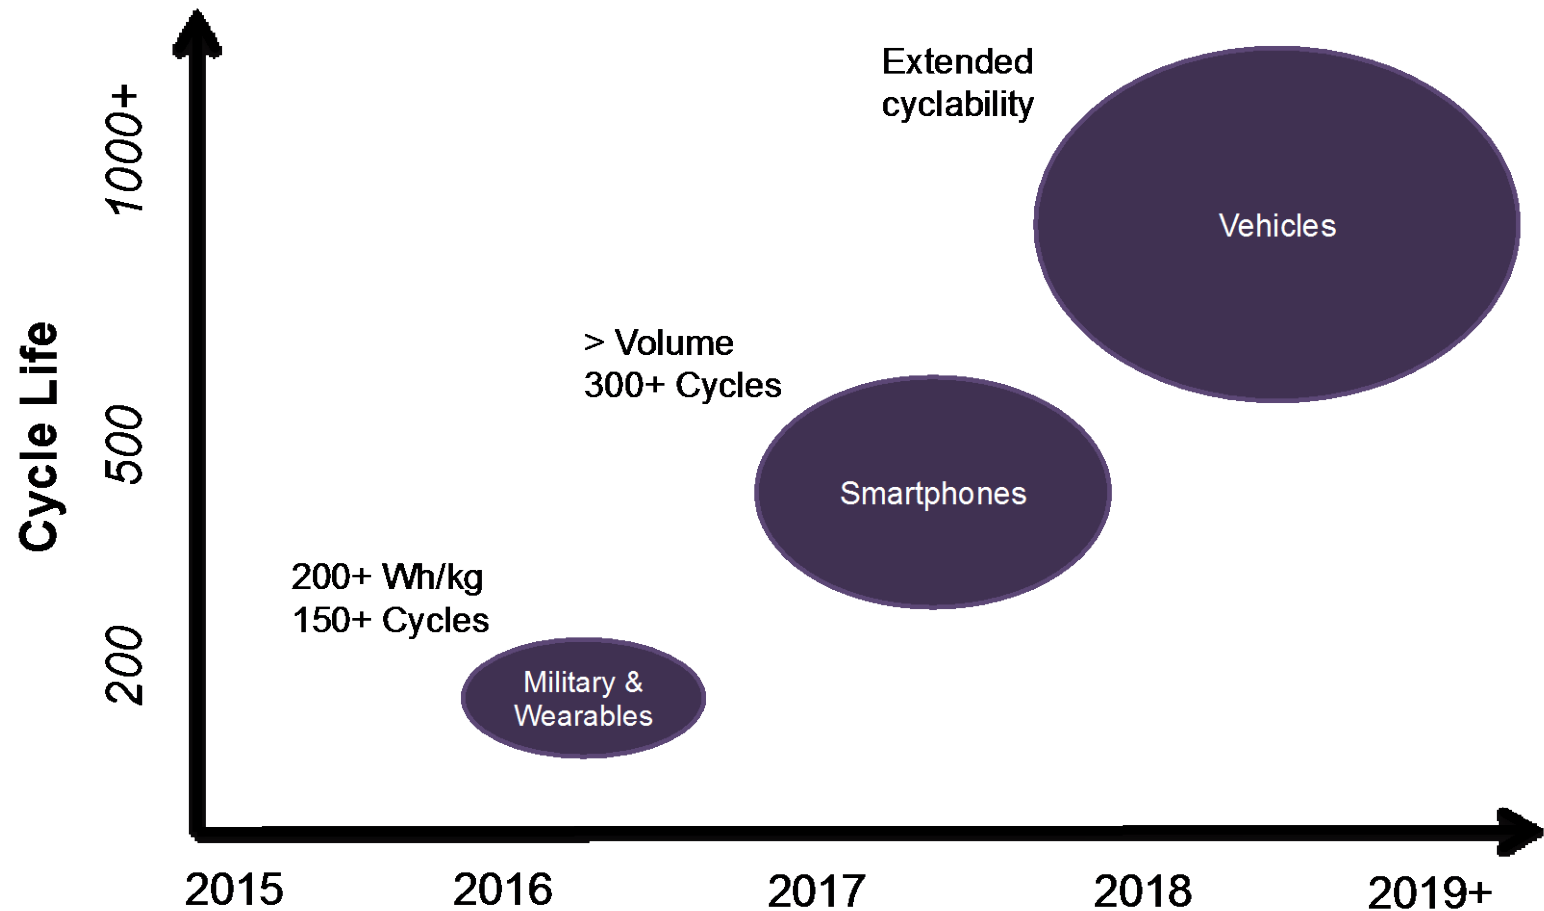 Extended
cyclability
1000+
Vehicles
> Volume
300+ Cycles
Cycle Life
500
Smartphones
200+ Wh/kg
150+ Cycles
200
Military &
Wearables
2015
2016
2017
2018
2019+